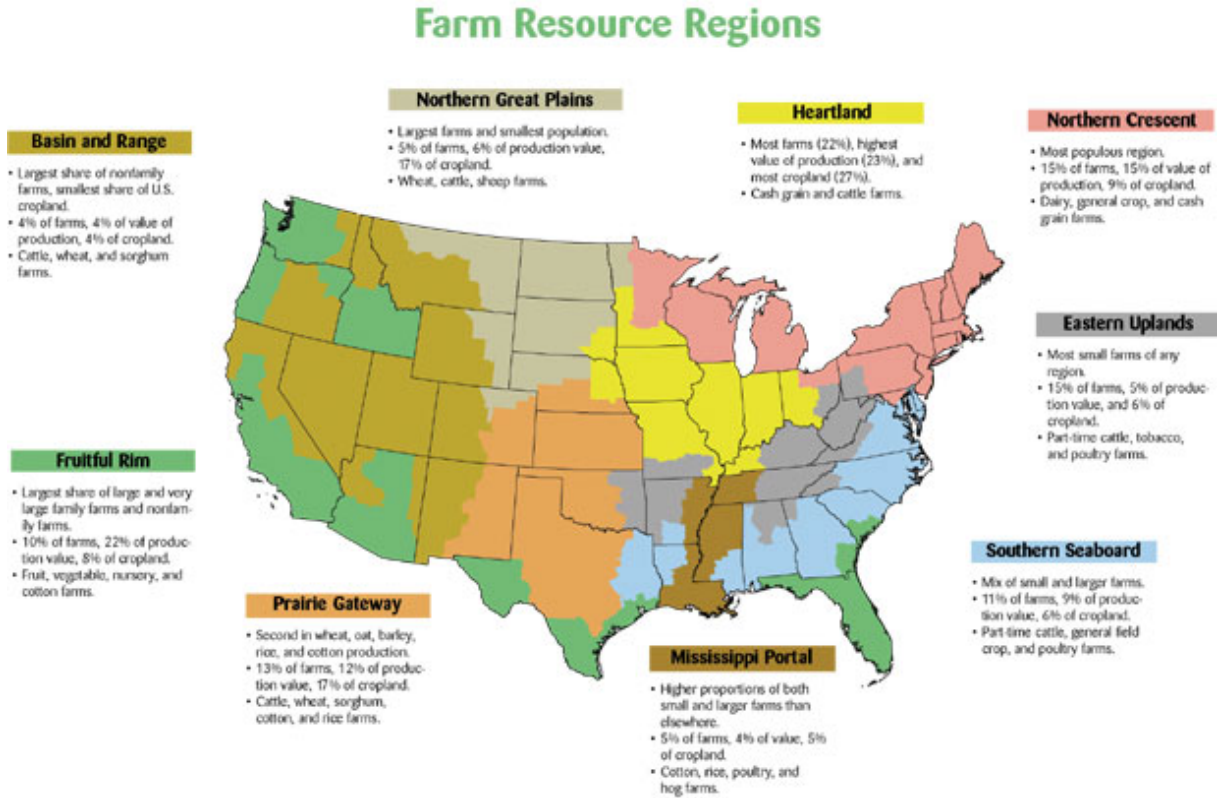 Farm Resource Regions
Northern Great Plains
• Largest farms and smallest population.
• 5% of farms, 6% of production value,
17% of cropland.
• Wheat, cattle, sheep farms.
Heartland
• Most farms (22%), highest
value of production (23%), and
most cropland (27%).
• Cash grain and cattle farms.
Northern Crescent
• Most populous region.
• 15% of farms, 15% of value of
production, 9% of cropland.
• Dairy, general crop, and cash
grain farms.
Basin and Range
• Largest share of nonfamily
farms, smallest share of U.S.
cropland.
• 4% of farms, 4% of value of
production, 4% of cropland.
• Cattle, wheat, and sorghum
farms.
Eastern Uplands
• Most small farms of any
region.
• 15% of farms, 5% of produc-
tion value, and 6% of
cropland.
• Part-time cattle, tobacco,
and poultry farms.
Fruitful Rim
• Largest share of large and very
large family farms and nonfam-
ily farms.
• 10% of farms, 22% of produc-
tion value, 8% of cropland.
• Fruit, vegetable, nursery, and
cotton farms.
Southern Seaboard
• Mix of small and larger farms.
• 11% of farms, 9% of produc-
tion value, 6% of cropland.
• Part-time cattle, general field
crop, and poultry farms.
Prairie Gateway
• Second in wheat, oat, barley,
rice, and cotton production.
• 13% of farms, 12% of produc-
tion value, 17% of cropland.
• Cattle, wheat, sorghum,
cotton, and rice farms.
Mississippi Portal
• Higher proportions of both
small and larger farms than
elsewhere.
• 5% of farms, 4% of value, 5%
of cropland.
• Cotton, rice, poultry, and
hog farms.